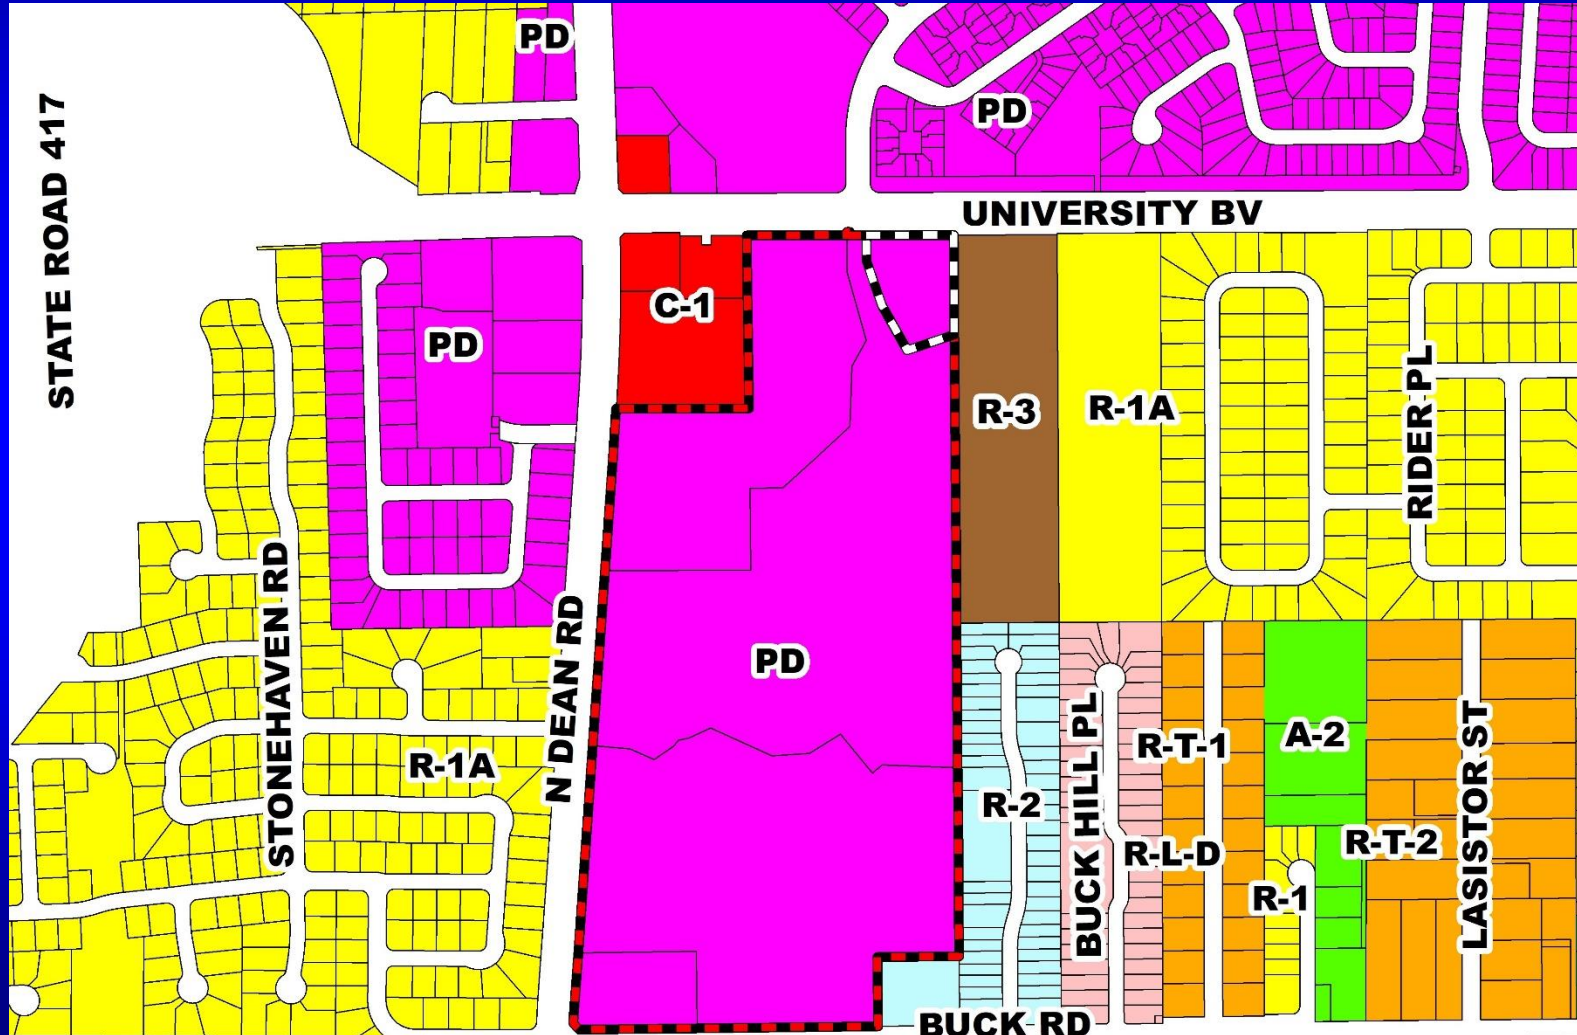 PD
STATE ROAD 417
PD
UNIVERSITY BV
C-1
PD
R-3
R-1A
RIDER PL
STONEHAVEN RD
N DEAN RD
PD
R-1A
R-2
BUCK HILL PL
R-T-1
A-2
LASISTOR ST
R-L-D
R-T-2
R-1
BUCK RD